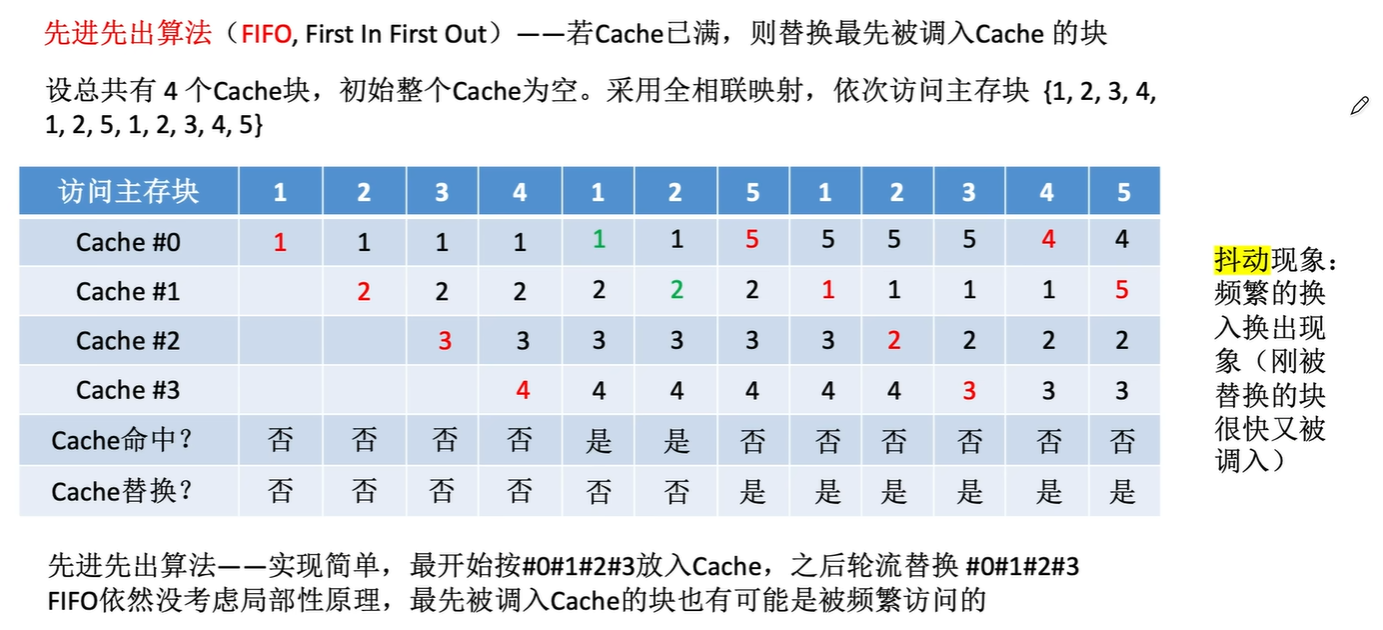 先进先出算法（FIFO, First In First Out）——若Cache已满，则替换最先被调入Cache 的块
设总共有 4 个Cache块，初始整个Cache为空。采用全相联映射，依次访问主存块 {1, 2, 3, 4,
1, 2, 5, 1, 2, 3, 4, 5}
访问主存块 1 2 3 4 1 2 5 1 2 3 4 5
Cache #0 1 1 1 1 1 1 5 5 5 5 4 4
Cache #1 2 2 2 2 2 2 1 1 1 1 5
Cache #2 3 3 3 3 3 3 2 2 2 2
Cache #3 4 4 4 4 4 4 3 3 3
Cache命中？ 否 否 否 否 是 是 否 否 否 否 否 否
Cache替换？ 否 否 否 否 否 否 是 是 是 是 是 是
抖动现象：
频繁的换
入换出现
象（刚被
替换的块
很快又被
调入）
先进先出算法——实现简单，最开始按#0#1#2#3放入Cache，之后轮流替换 #0#1#2#3
FIFO依然没考虑局部性原理，最先被调入Cache的块也有可能是被频繁访问的